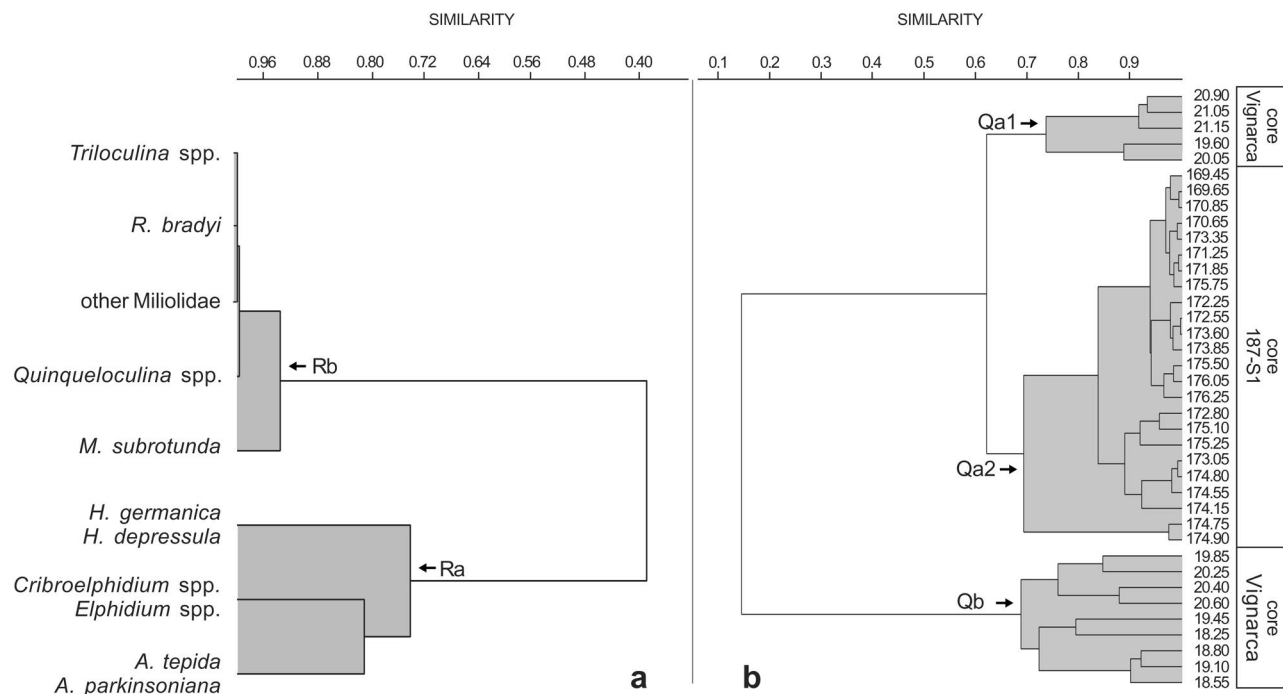 SIMILARITY
0.96 0.88 0.80 0.72 0.64 0.56 0.48 0.40
Triloculina spp.
R. bradyi
other Miliolidae
Rb
Quinqueloculina spp.
M. subrotunda
H. germanica
H. depressula
Ra
Cribroelphidium spp.
Elphidium spp.
A. tepida
A. parkinsoniana
a
SIMILARITY
0.1 0.2 0.3 0.4 0.5 0.6 0.7 0.8 0.9
Qa1
20.90
21.05
21.15
19.60
20.05
core
Vignarca
169.45
169.65
170.85
170.65
173.35
171.25
171.85
175.75
172.25
172.55
173.60
173.85
175.50
176.05
176.25
172.80
175.10
175.25
173.05
174.80
174.55
174.15
174.75
174.90
core
187-S1
Qa2
Qb
19.85
20.25
20.40
20.60
19.45
18.25
18.80
19.10
18.55
core
Vignarca
b